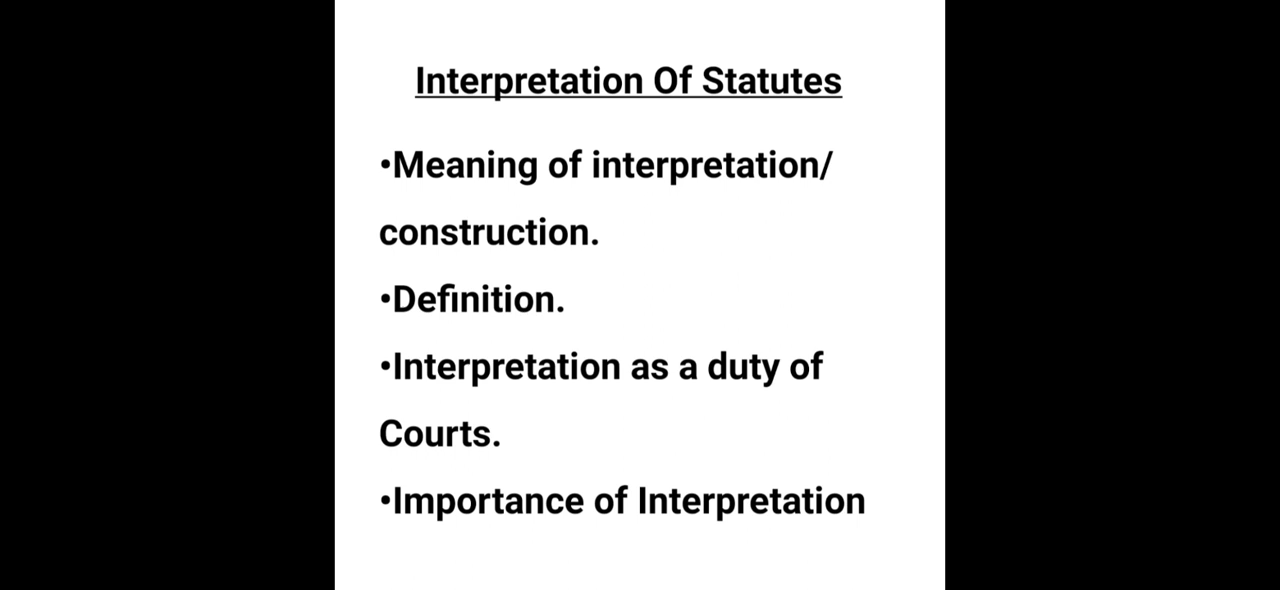 Interpretation Of Statutes
•Meaning of interpretation/
construction.
•Definition.
•Interpretation as a duty of
Courts.
•Importance of Interpretation